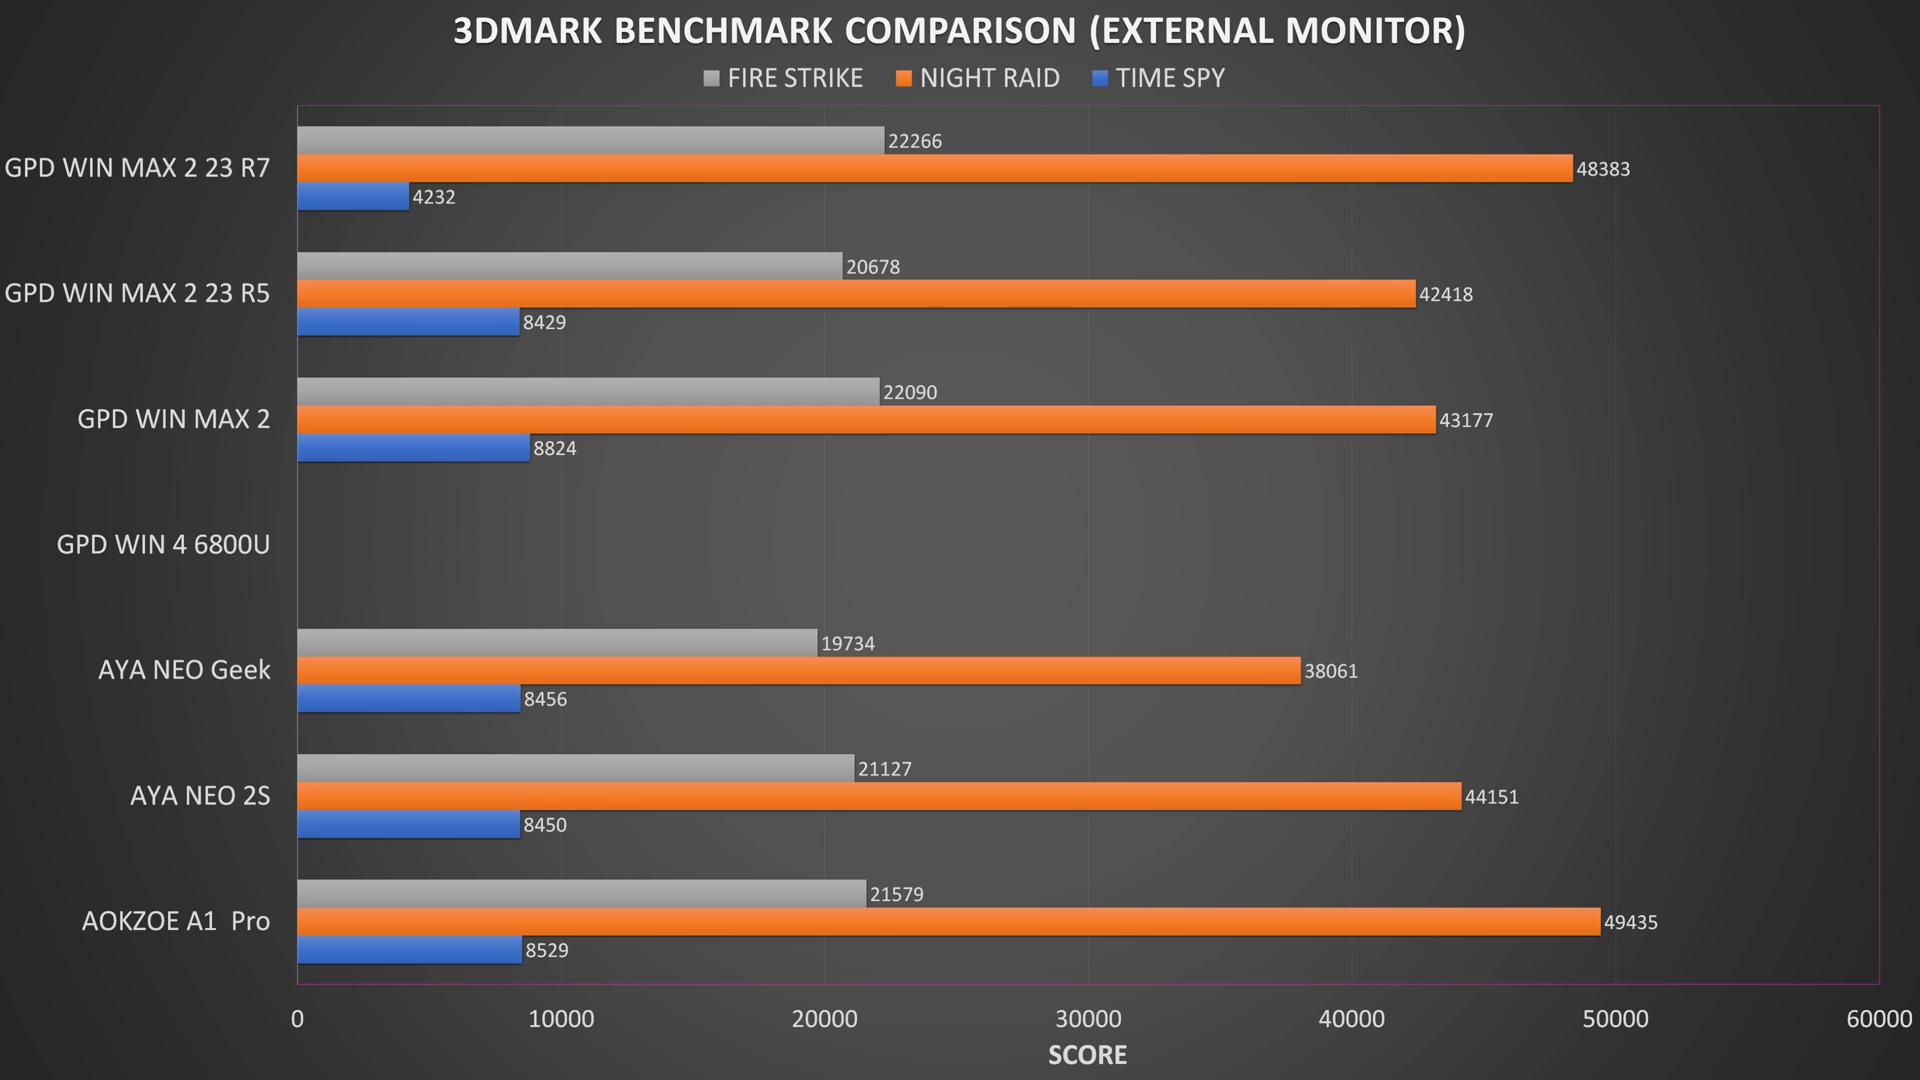 3DMARK BENCHMARK COMPARISON (EXTERNAL MONITOR)
FIRE STRIKE NIGHT RAID TIME SPY
GPD WIN MAX 2 23 R7
22266
48383
4232
GPD WIN MAX 2 23 R5
20678
42418
8429
GPD WIN MAX 2
22090
43177
8824
GPD WIN 4 6800U
AYA NEO Geek
19734
38061
8456
AYA NEO 2S
21127
44151
8450
AOKZOE A1  Pro
21579
49435
8529
0 10000 20000 30000 40000 50000 60000
SCORE